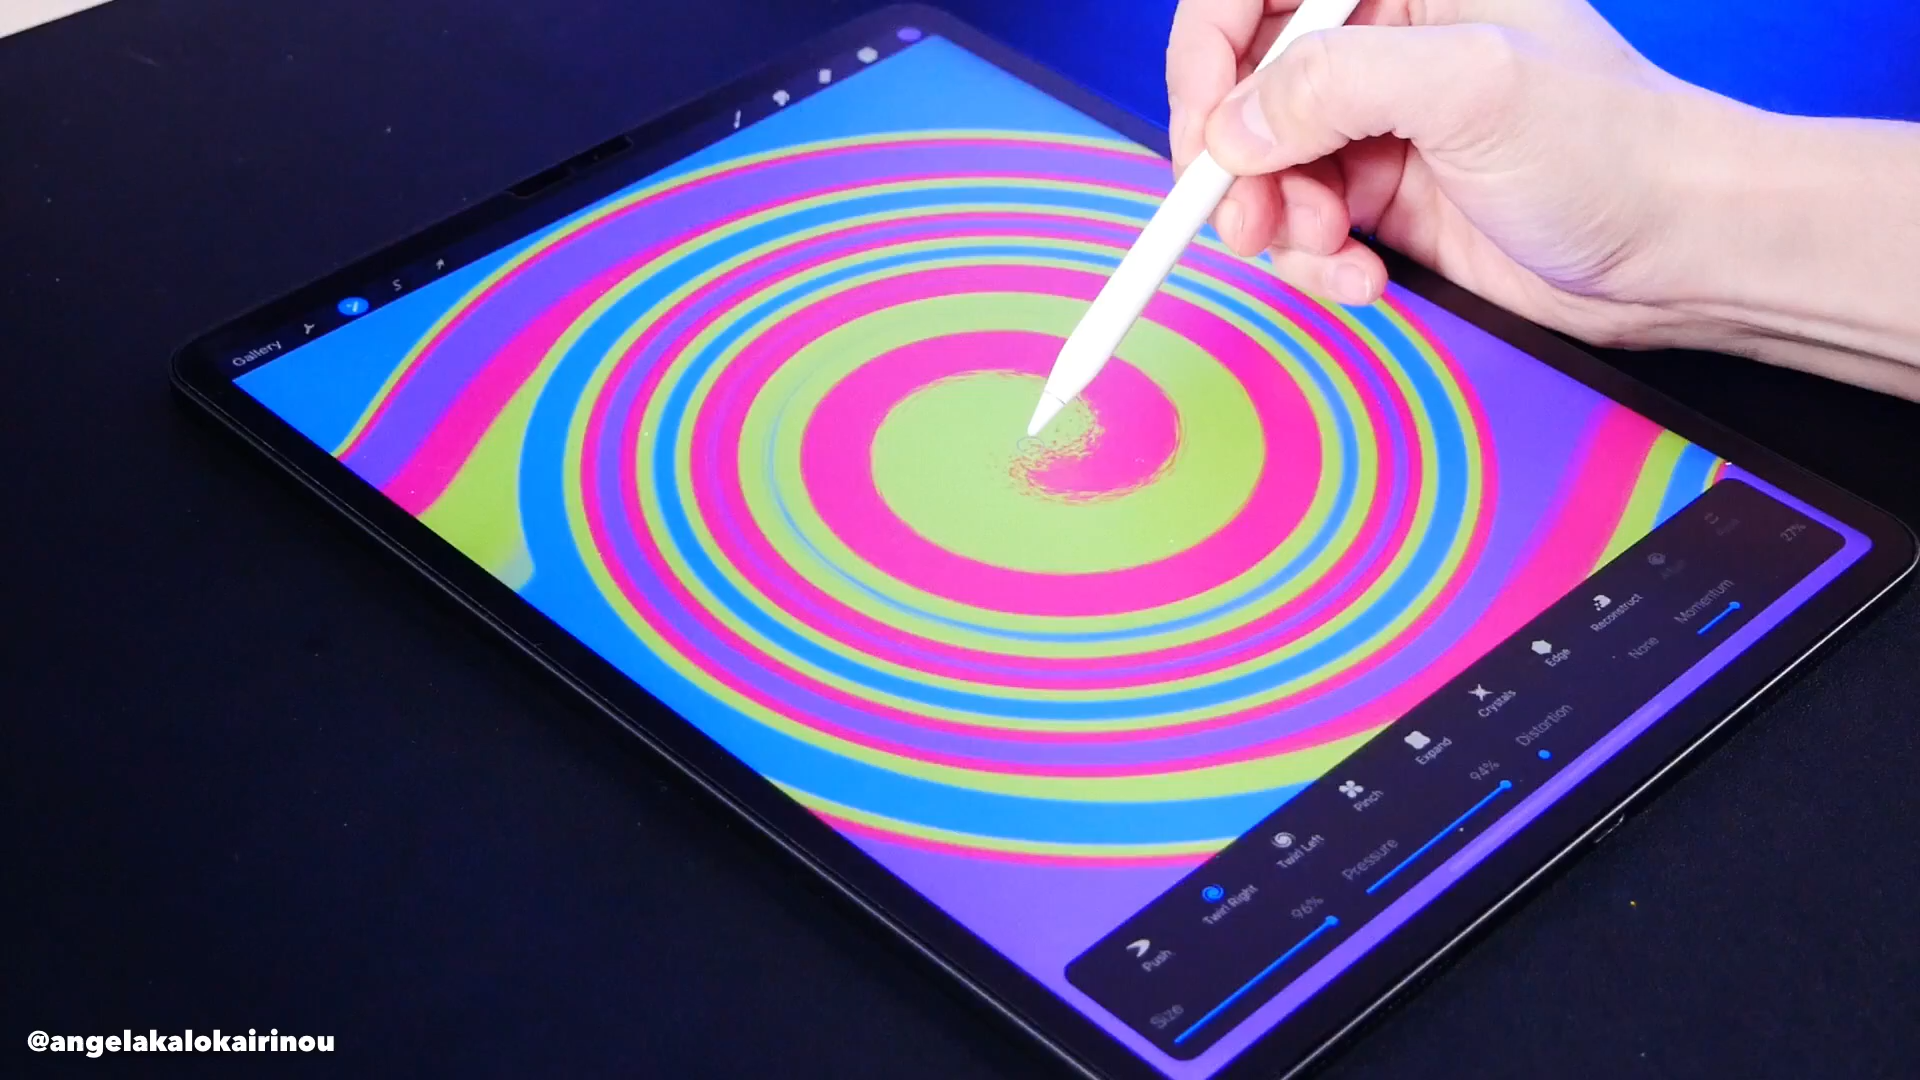 Gallery
Push
Twirl Right
Twirl Left
Pinch
Expand
Crystals
Edge
Reconstruct
Size
96%
Pressure
94%
Distortion
None
Momentum
27%
@angelakalokairinou